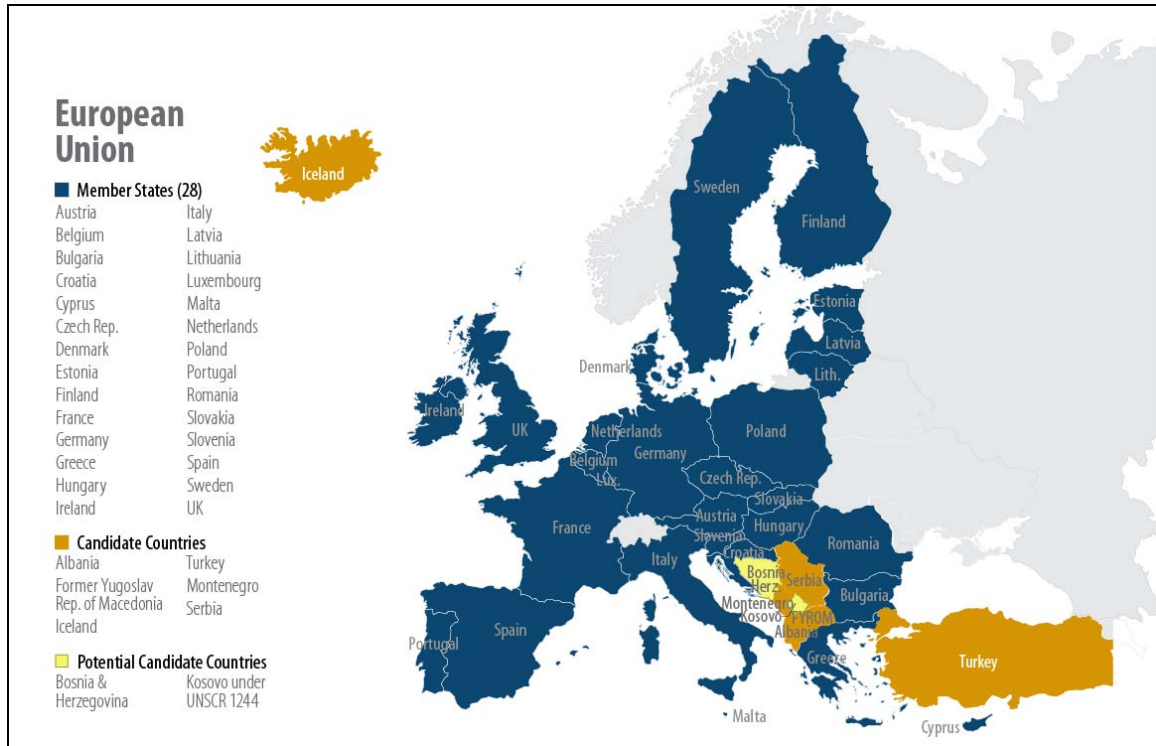 European
Union
Member States (28)
Austria
Belgium
Bulgaria
Croatia
Cyprus
Czech Rep.
Denmark
Estonia
Finland
France
Germany
Greece
Hungary
Ireland
Italy
Latvia
Lithuania
Luxembourg
Malta
Netherlands
Poland
Portugal
Romania
Slovakia
Slovenia
Spain
Sweden
UK
Candidate Countries
Albania
Former Yugoslav
Rep. of Macedonia
Iceland
Turkey
Montenegro
Serbia
Potential Candidate Countries
Bosnia &
Herzegovina
Kosovo under
UNSCR 1244
Iceland
Sweden
Finland
Estonia
Latvia
Lith.
Denmark
Ireland
UK
Netherlands
Belgium
Lux.
Germany
Poland
Czech Rep.
Slovakia
Austria
Hungary
Slovenia
France
Italy
Croatia
Romania
Bosnia
Herz.
Serbia
Montenegro
Kosovo
Bulgaria
FYROM
Albania
Portugal
Spain
Greece
Turkey
Malta
Cyprus